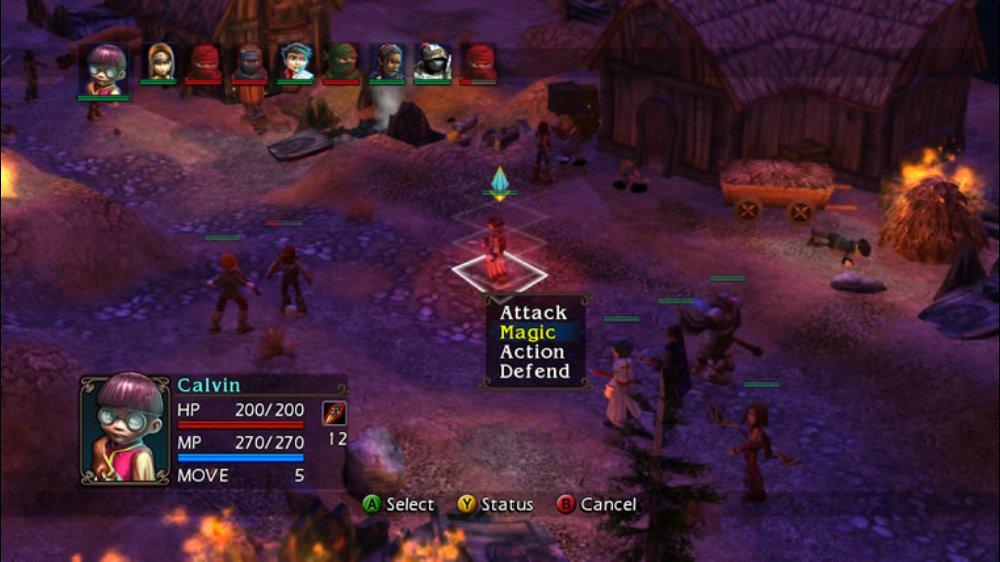 Attack
Magic
Action
Defend
Calvin
HP 200/200
12
MP 270/270
MOVE 5
A Select Y Status B Cancel